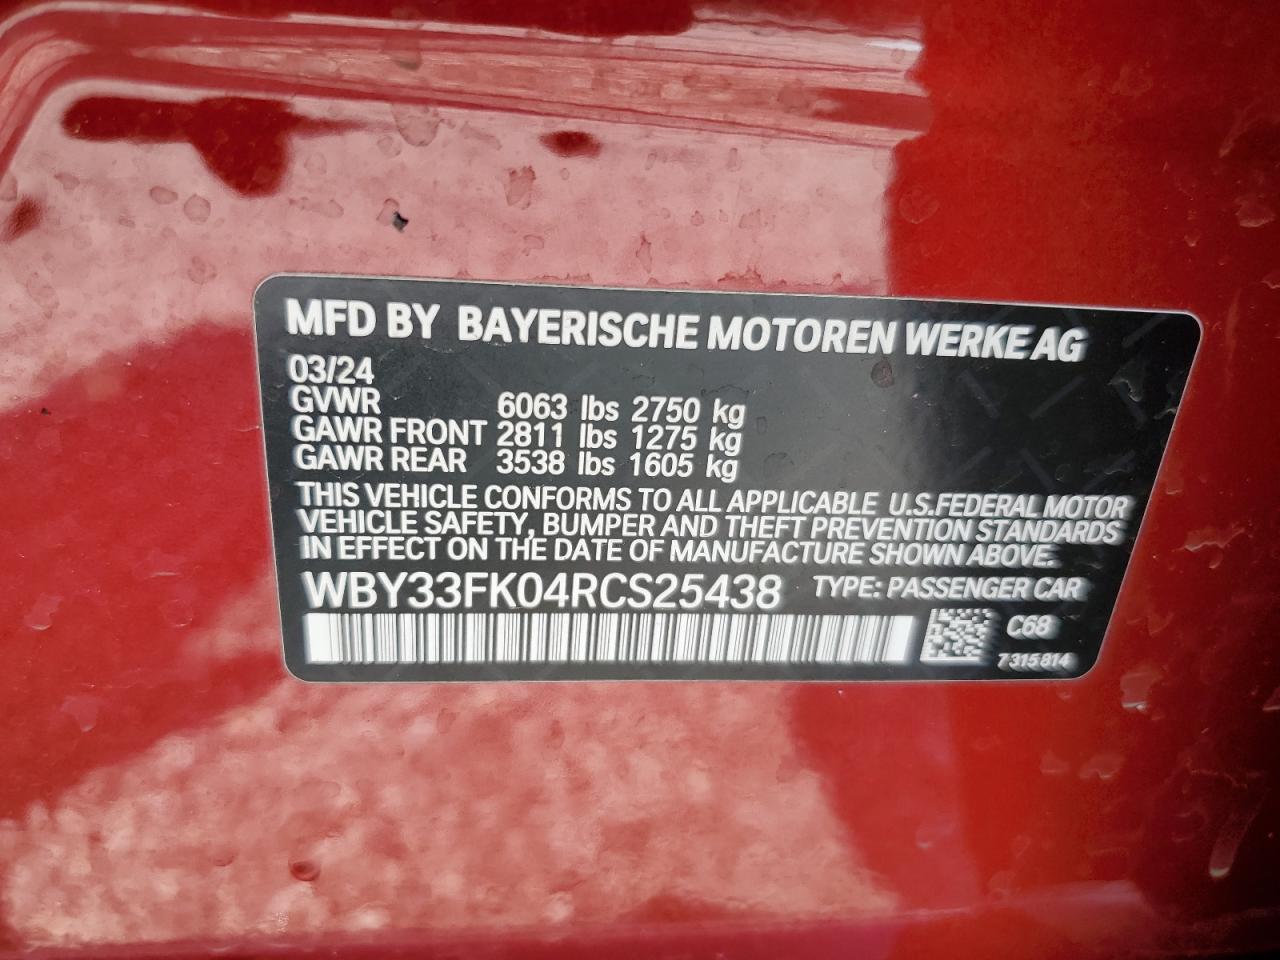 MFD BY BAYERISCHE MOTOREN WERKE AG
03/24
GVWR 6063 lbs 2750 kg
GAWR FRONT 2811 lbs 1275 kg
GAWR REAR 3538 lbs 1605 kg
THIS VEHICLE CONFORMS TO ALL APPLICABLE U.S.FEDERAL MOTOR
VEHICLE SAFETY, BUMPER AND THEFT PREVENTION STANDARDS
IN EFFECT ON THE DATE OF MANUFACTURE SHOWN ABOVE.
WBY33FK04RCS25438 TYPE: PASSENGER CAR
C68
7315814